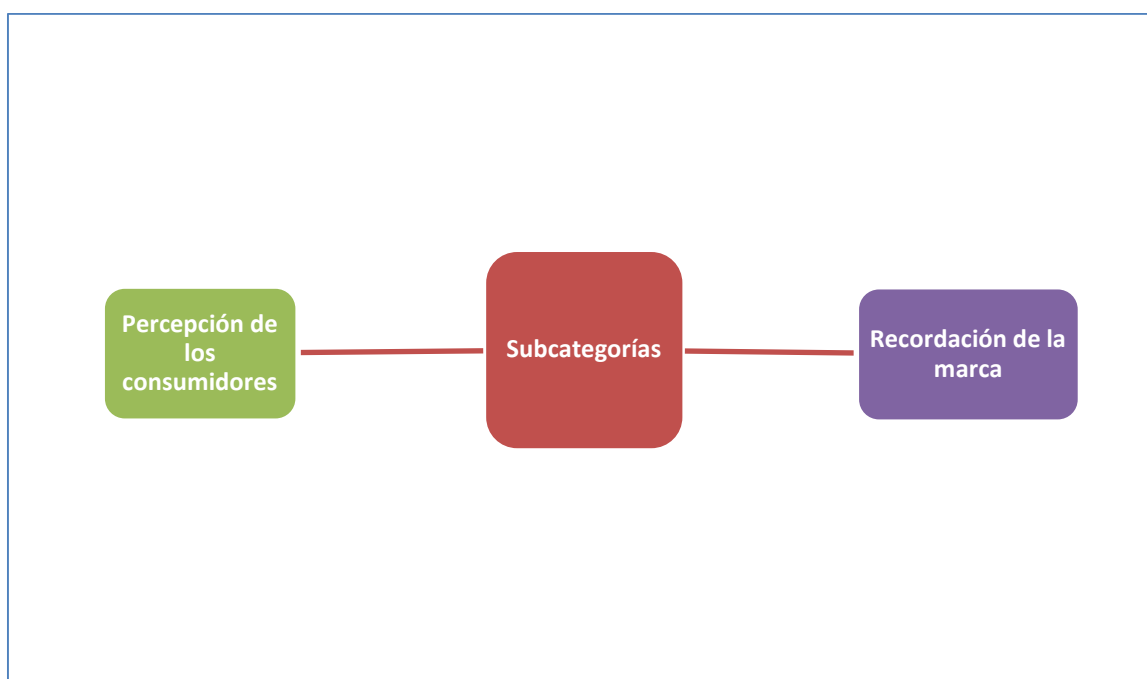 Percepción de
los
consumidores
Subcategorías
Recordación de la
marca